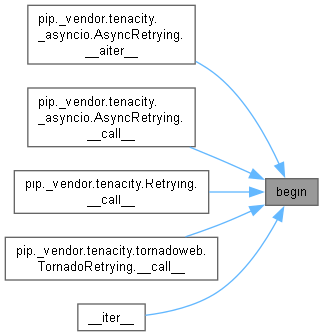 pip._vendor.tenacity.
_asyncio.AsyncRetrying.
__aiter__
pip._vendor.tenacity.
_asyncio.AsyncRetrying.
__call__
begin
pip._vendor.tenacity.Retrying.
__call__
pip._vendor.tenacity.tornadoweb.
TornadoRetrying.__call__
__iter__